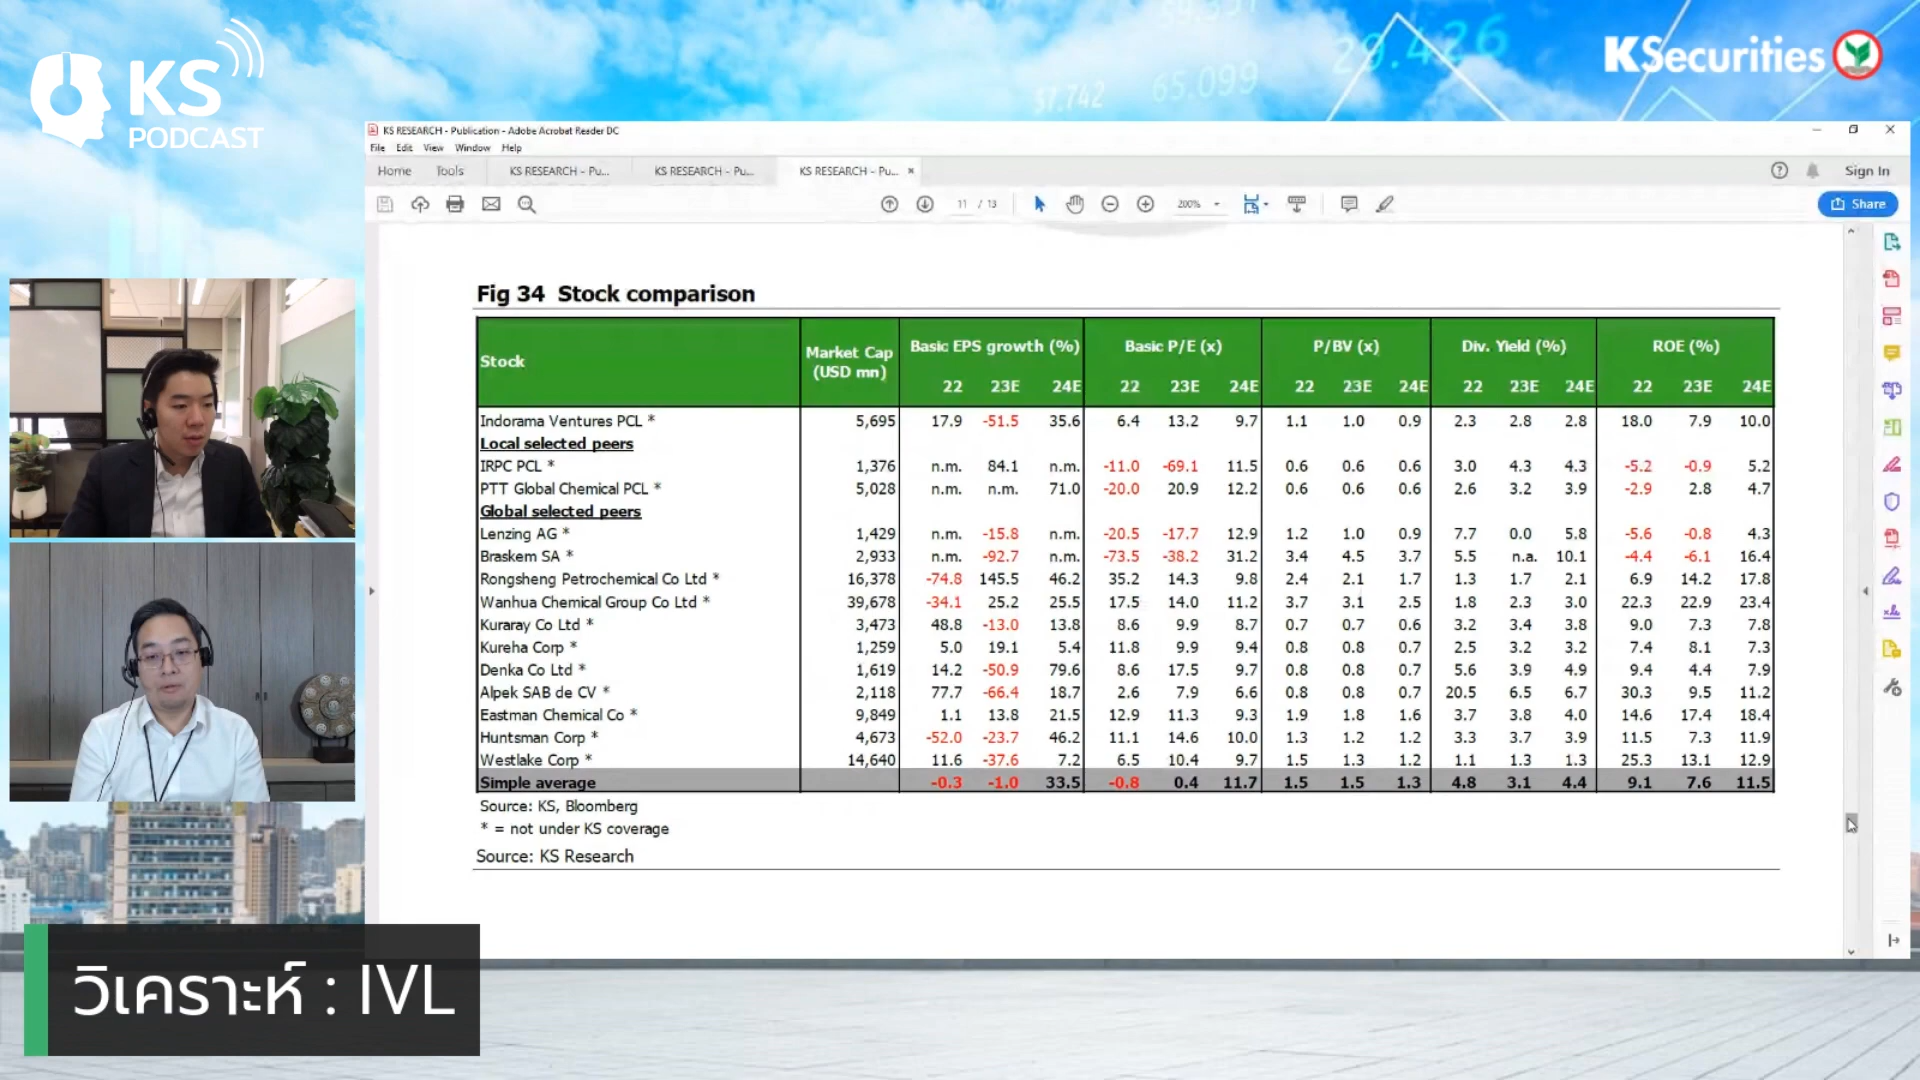 KS
PODCAST
KSecurities
57.742
65.099
29.426
KS RESEARCH - Publication - Adobe Acrobat Reader DC
File Edit View Window Help
Home Tools KS RESEARCH - Pu... KS RESEARCH - Pu... KS RESEARCH - Pu... Sign In
11 / 13 200% Share
Fig 34 Stock comparison
Stock Market Cap (USD mn) Basic EPS growth (%) Basic P/E (x) P/BV (x) Div. Yield (%) ROE (%)
22 23E 24E 22 23E 24E 22 23E 24E 22 23E 24E 22 23E 24E
Indorama Ventures PCL * 5,695 17.9 -51.5 35.6 6.4 13.2 9.7 1.1 1.0 0.9 2.3 2.8 2.8 18.0 7.9 10.0
Local selected peers
IRPC PCL * 1,376 n.m. 84.1 n.m. -11.0 -69.1 11.5 0.6 0.6 0.6 3.0 4.3 4.3 -5.2 -0.9 5.2
PTT Global Chemical PCL * 5,028 n.m. n.m. 71.0 -20.0 20.9 12.2 0.6 0.6 0.6 2.6 3.2 3.9 -2.9 2.8 4.7
Global selected peers
Lenzing AG * 1,429 n.m. -15.8 n.m. -20.5 -17.7 12.9 1.2 1.0 0.9 7.7 0.0 5.8 -5.6 -0.8 4.3
Braskem SA * 2,933 n.m. -92.7 n.m. -73.5 -38.2 31.2 3.4 4.5 3.7 5.5 n.a. 10.1 -4.4 -6.1 16.4
Rongsheng Petrochemical Co Ltd * 16,378 -74.8 145.5 46.2 35.2 14.3 9.8 2.4 2.1 1.7 1.3 1.7 2.1 6.9 14.2 17.8
Wanhua Chemical Group Co Ltd * 39,678 -34.1 25.2 25.5 17.5 14.0 11.2 3.7 3.1 2.5 1.8 2.3 3.0 22.3 22.9 23.4
Kuraray Co Ltd * 3,473 48.8 -13.0 13.8 8.6 9.9 8.7 0.7 0.7 0.6 3.2 3.4 3.8 9.0 7.3 7.8
Kureha Corp * 1,259 5.0 19.1 5.4 11.8 9.9 9.4 0.8 0.8 0.7 2.5 3.2 3.2 7.4 8.1 7.3
Denka Co Ltd * 1,619 14.2 -50.9 79.6 8.6 17.5 9.7 0.8 0.8 0.7 5.6 3.9 4.9 9.4 4.4 7.9
Alpek SAB de CV * 2,118 77.7 -66.4 18.7 2.6 7.9 6.6 0.8 0.8 0.7 20.5 6.5 6.7 30.3 9.5 11.2
Eastman Chemical Co * 9,849 1.1 13.8 21.5 12.9 11.3 9.3 1.9 1.8 1.6 3.7 3.8 4.0 14.6 17.4 18.4
Huntsman Corp * 4,673 -52.0 -23.7 46.2 11.1 14.6 10.0 1.3 1.2 1.2 3.3 3.7 3.9 11.5 7.3 11.9
Westlake Corp * 14,640 11.6 -37.6 7.2 6.5 10.4 9.7 1.5 1.3 1.2 1.1 1.3 1.3 25.3 13.1 12.9
Simple average -0.3 -1.0 33.5 -0.8 0.4 11.7 1.5 1.5 1.3 4.8 3.1 4.4 9.1 7.6 11.5
Source: KS, Bloomberg
* = not under KS coverage
Source: KS Research
วิเคราะห์ : IVL